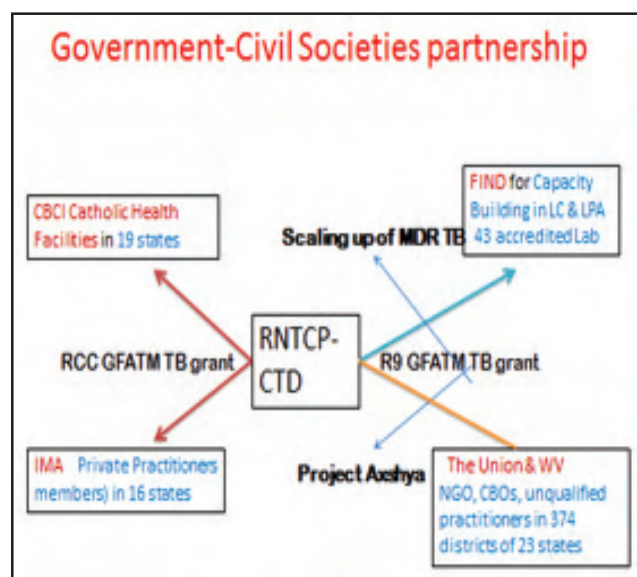 Government-Civil Societies partnership
CBCI Catholic Health
Facilities in 19 states
FIND for Capacity
Building in LC & LPA
43 accredited Lab
Scaling up of MDR TB
RCC GFATM TB grant
RNTCP-
CTD
R9 GFATM TB grant
IMA Private Practitioners
members) in 16 states
Project Axshya
The Union & WV
NGO, CBOs, unqualified
practitioners in 374
districts of 23 states